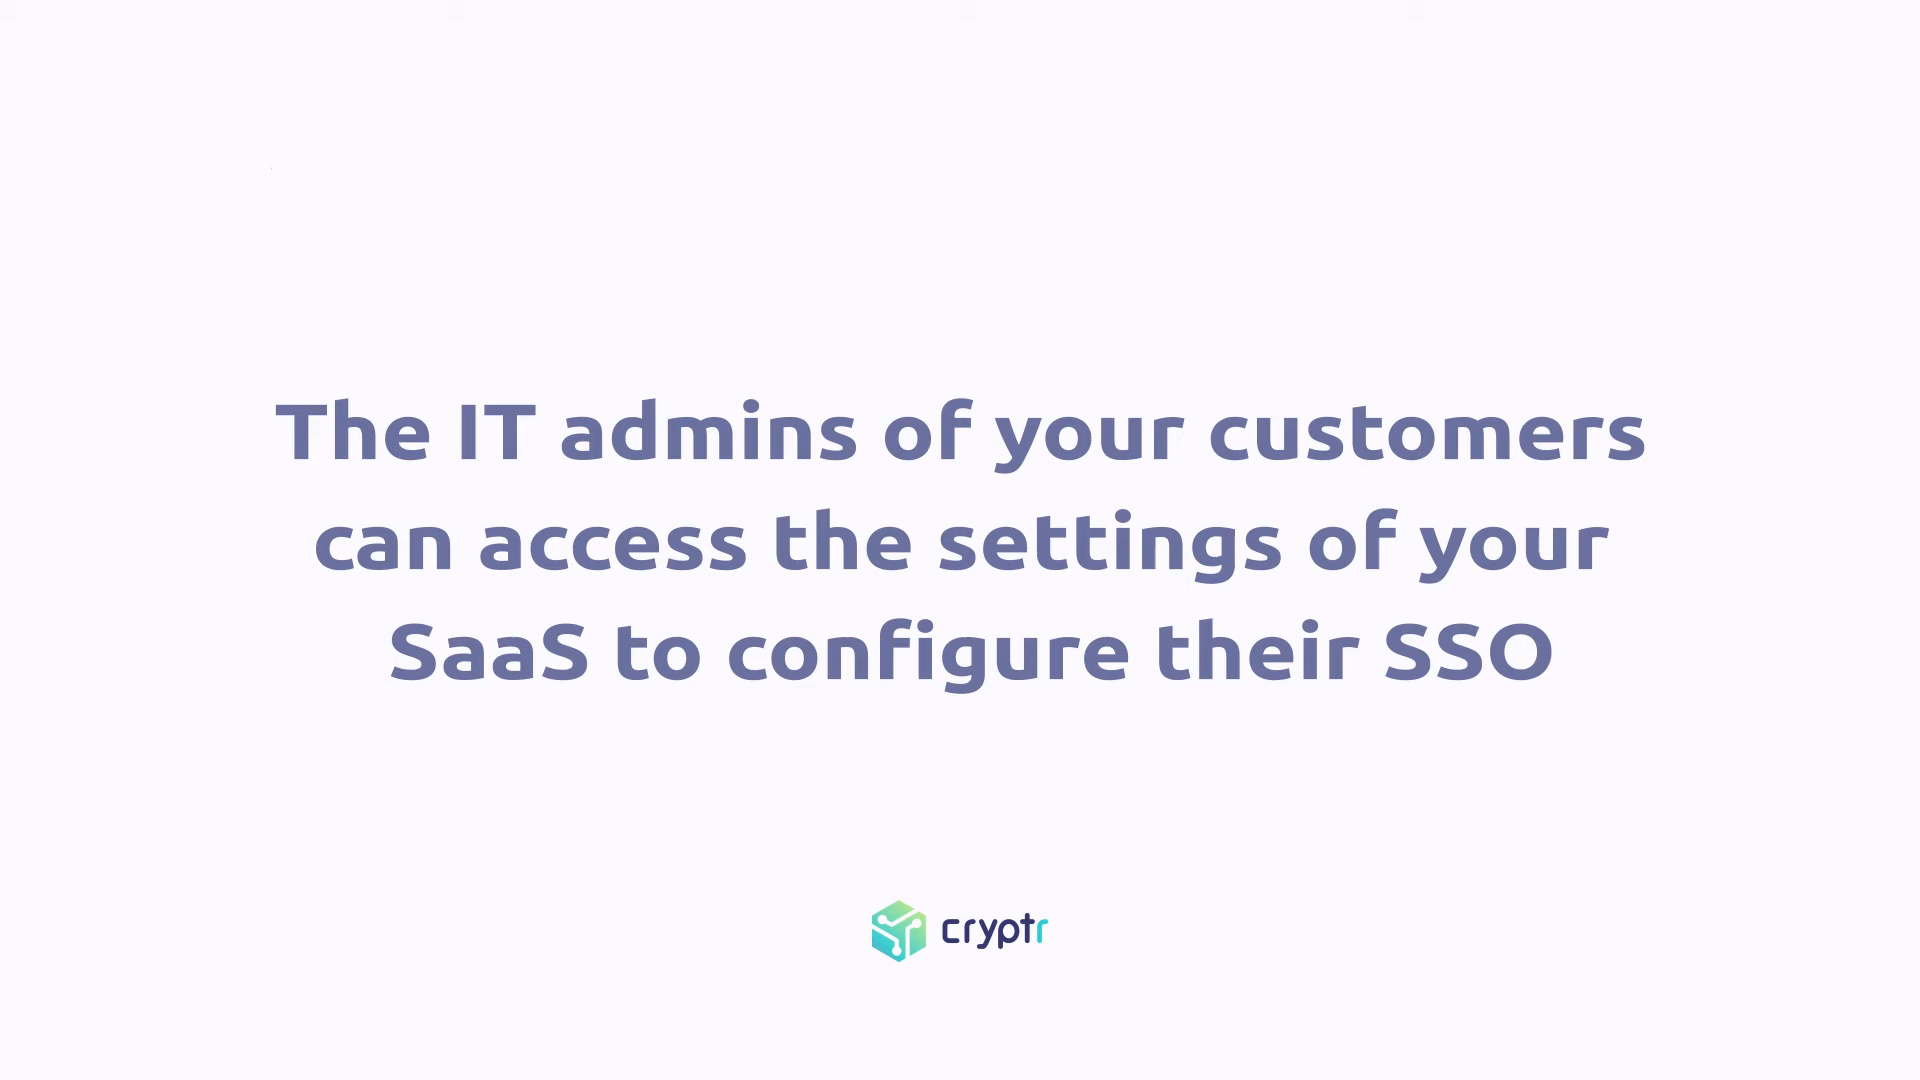 The IT admins of your customers
can access the settings of your
SaaS to configure their SSO
cryptr